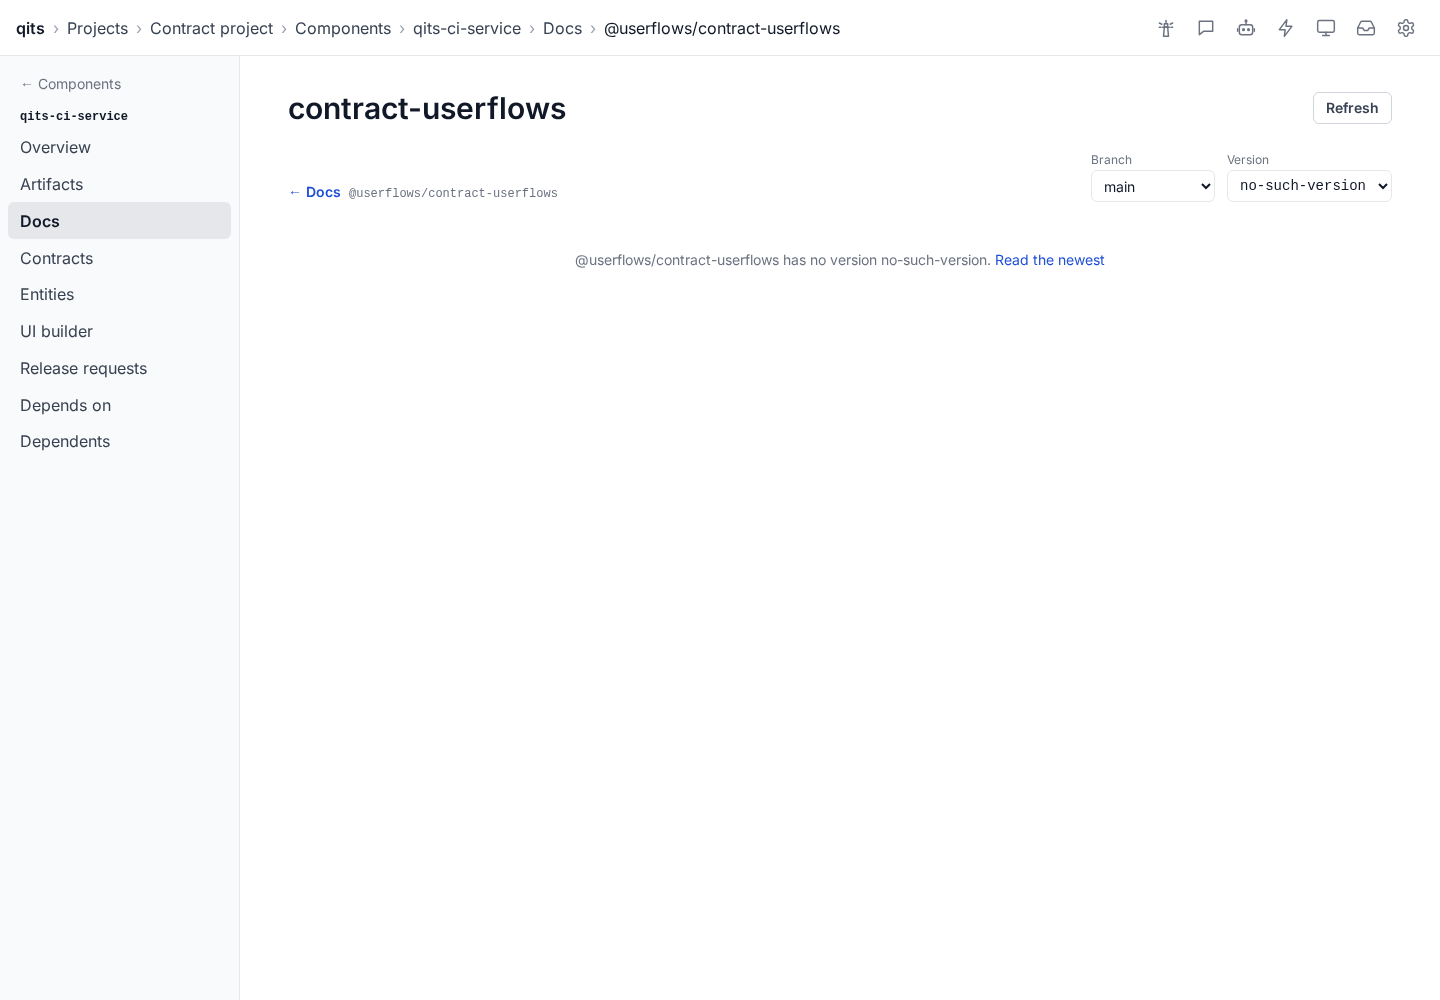 qits › Projects › Contract project › Components › qits-ci-service › Docs › @userflows/contract-userflows
← Components
qits-ci-service
Overview
Artifacts
Docs
Contracts
Entities
UI builder
Release requests
Depends on
Dependents
contract-userflows
Refresh
← Docs @userflows/contract-userflows
Branch
main
Version
no-such-version
@userflows/contract-userflows has no version no-such-version. Read the newest